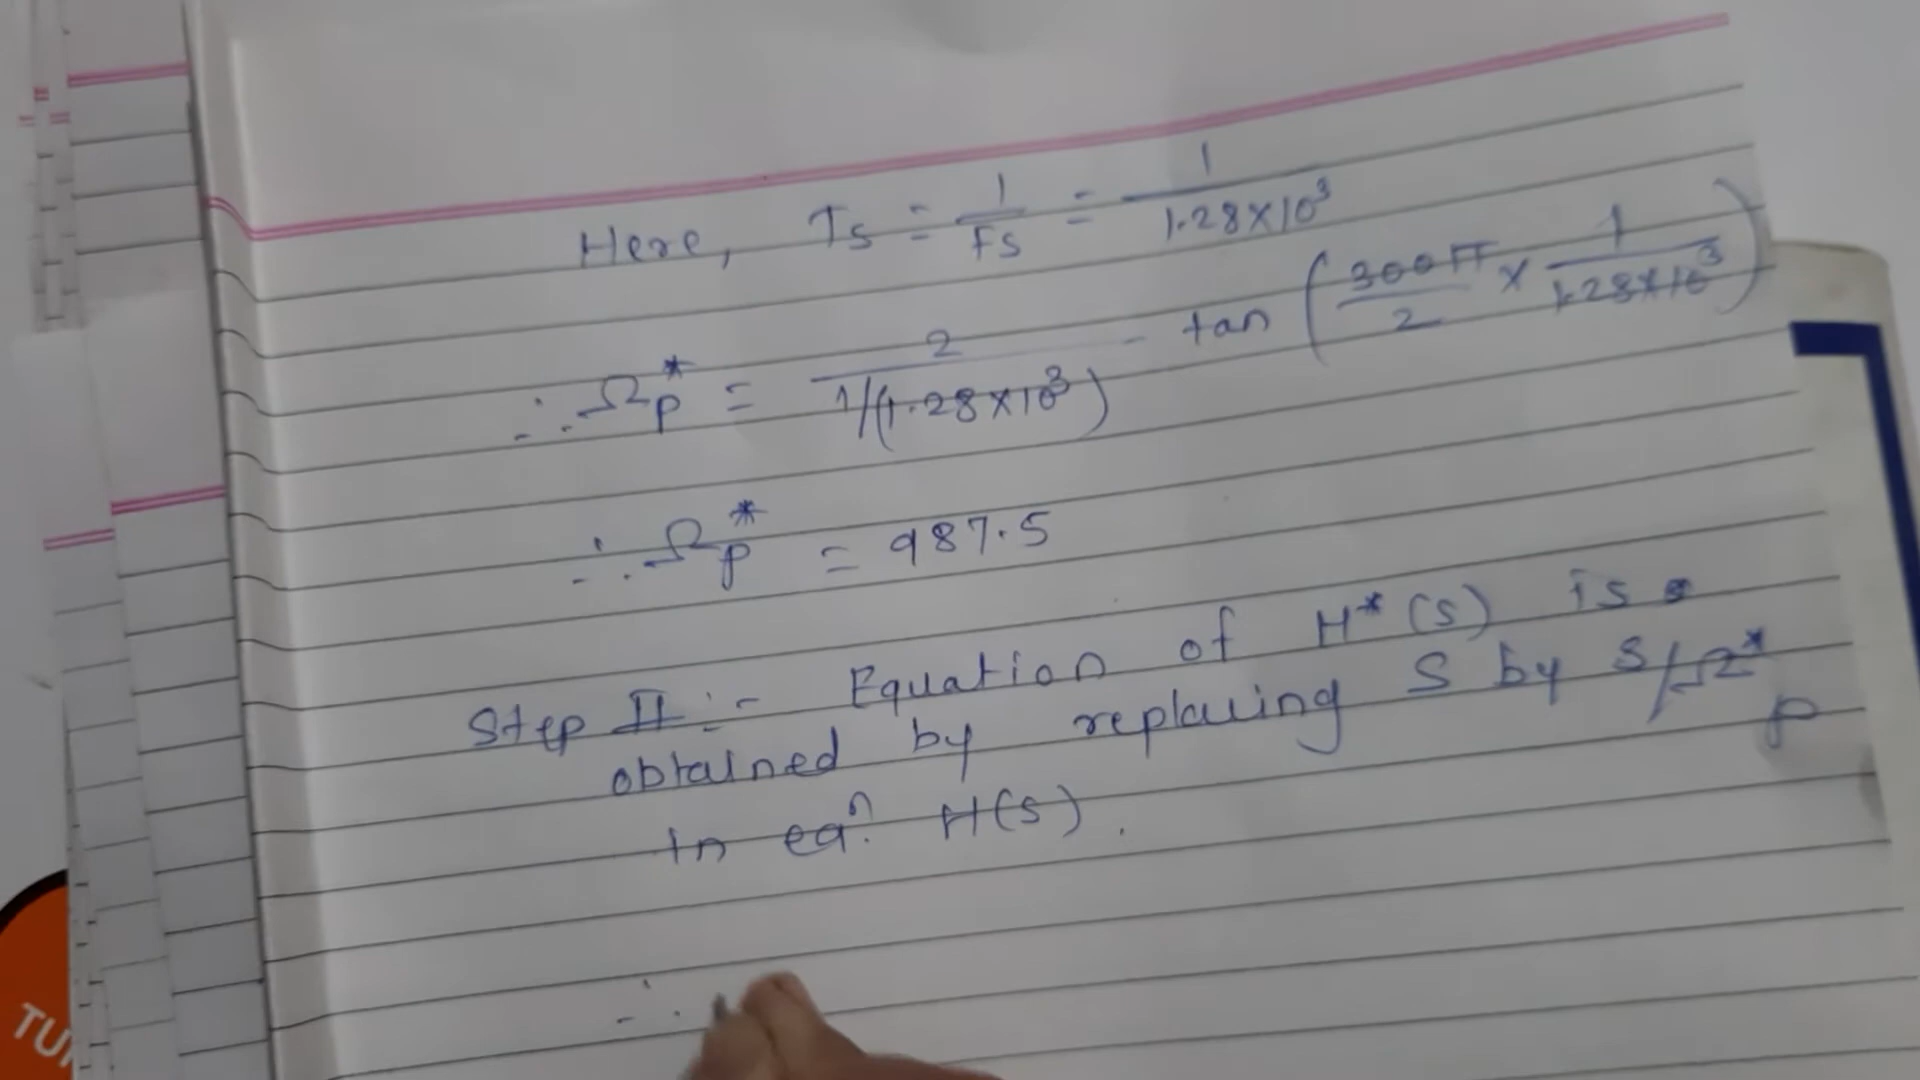 Here, Ts = 1/Fs = 1/1.28×10³
∴ Ωp* = 2/1/(1.28×10³) tan (300π/2 × 1/1.28×10³)
∴ Ωp* = 987.5
Step II :- Equation of H*(s) is
obtained by replacing S by S/Ωp*
in eqn. H(s).
∴
TU